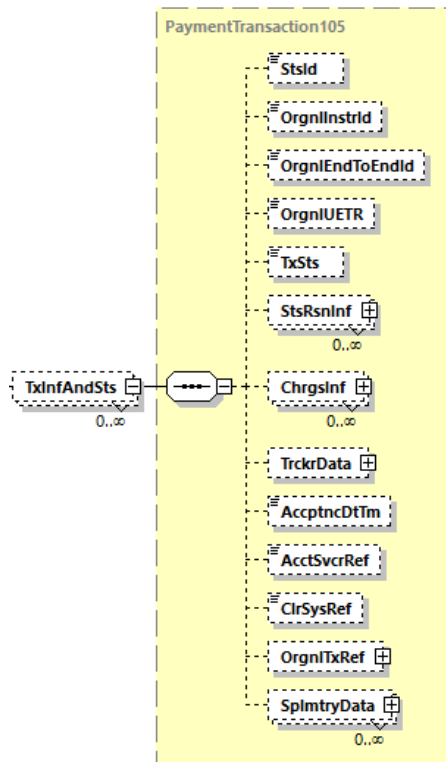 PaymentTransaction105
StsId
OrgnlInstrId
OrgnlEndToEndId
OrgnlUETR
TxSts
StsRsnInf
0..∞
TxInfAndSts
0..∞
ChrgsInf
0..∞
TrckrData
AccptncDtTm
AcctSvcrRef
ClrSysRef
OrgnlTxRef
SplmtryData
0..∞